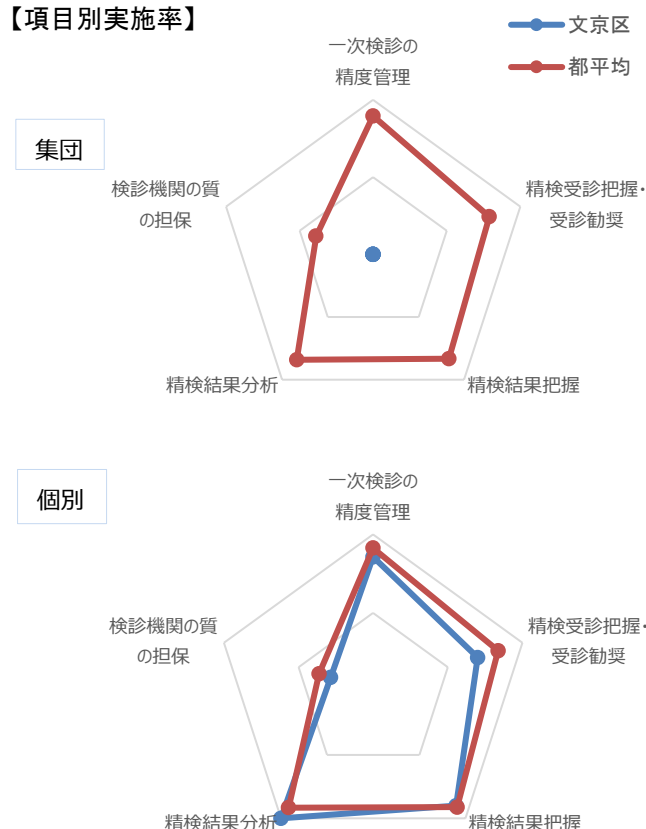 【項目別実施率】
文京区
都平均
集団
一次検診の
精度管理
精検受診把握・
受診勧奨
精検結果把握
精検結果分析
検診機関の質
の担保
個別
一次検診の
精度管理
精検受診把握・
受診勧奨
精検結果把握
精検結果分析
検診機関の質
の担保